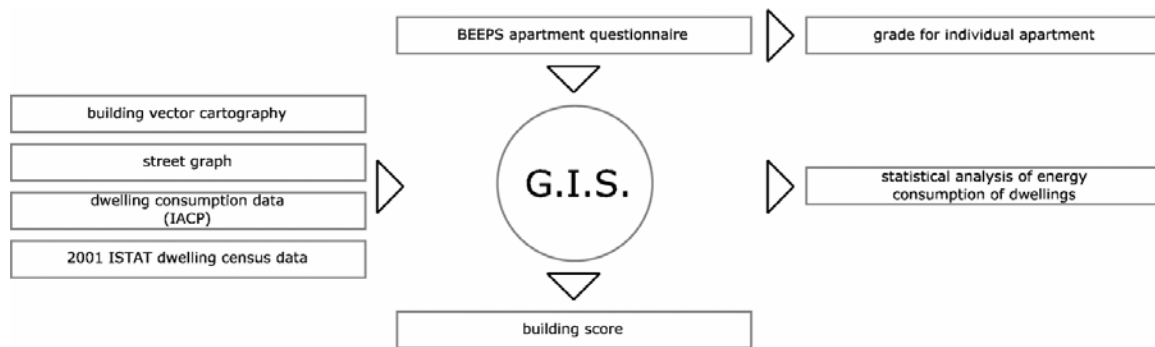 BEEPS apartment questionnaire
grade for individual apartment
building vector cartography
street graph
dwelling consumption data
(IACP)
2001 ISTAT dwelling census data
G.I.S.
statistical analysis of energy
consumption of dwellings
building score